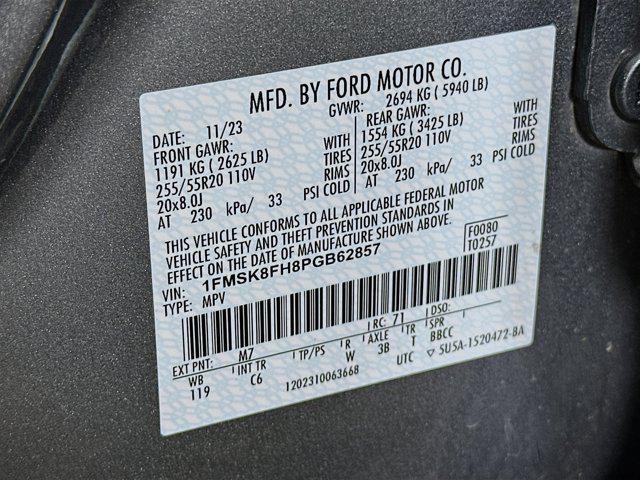 MFD. BY FORD MOTOR CO.
DATE: 11/23 GVWR: 2694 KG ( 5940 LB)
FRONT GAWR: REAR GAWR:
1191 KG ( 2625 LB) WITH 1554 KG ( 3425 LB) WITH
255/55R20 110V TIRES 255/55R20 110V TIRES
20x8.0J RIMS 20x8.0J RIMS
AT 230 kPa/ 33 PSI COLD AT 230 kPa/ 33 PSI COLD
THIS VEHICLE CONFORMS TO ALL APPLICABLE FEDERAL MOTOR
VEHICLE SAFETY AND THEFT PREVENTION STANDARDS IN
EFFECT ON THE DATE OF MANUFACTURE SHOWN ABOVE.
VIN: 1FMSK8FH8PGB62857 F0080
TYPE: MPV T0257
EXT PNT: M7 RC: 71 DSO:
WB INT TR TP/PS R AXLE TR SPR
119 C6 W 3B T BBCC
1202310063668 UTC ▽ 5U5A-1520472-BA